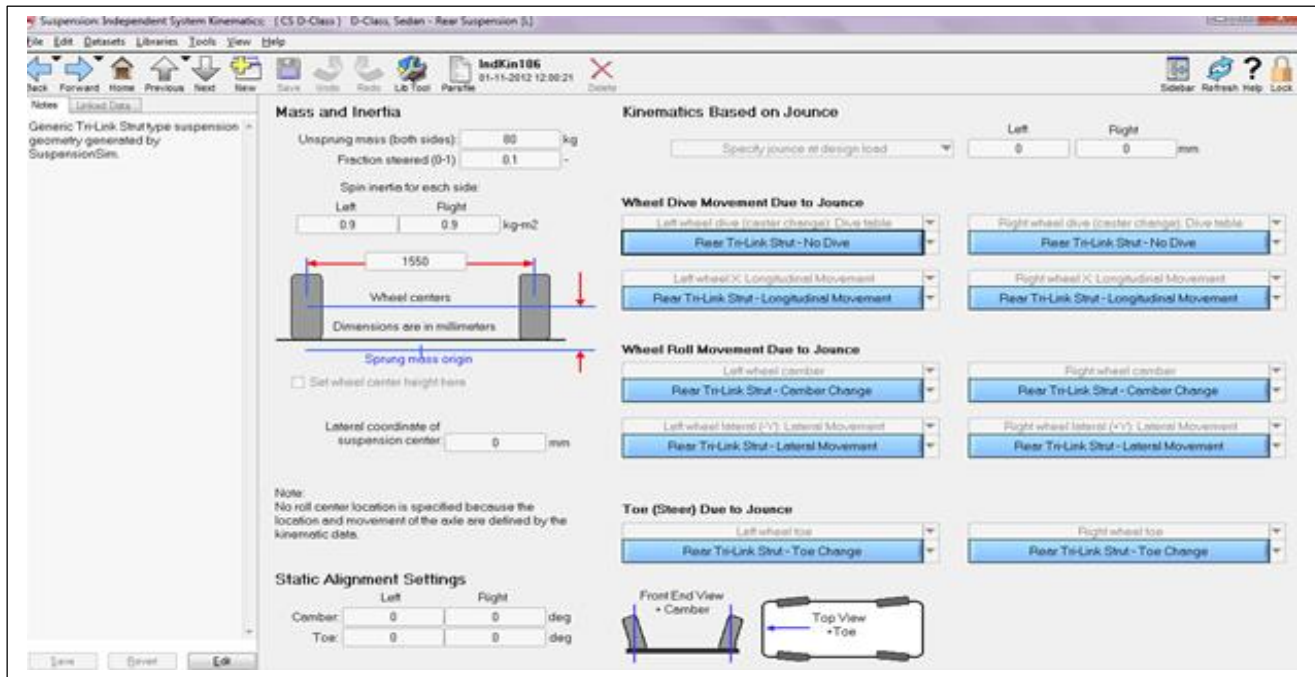 Suspension: Independent System Kinematics: { CS D-Class } D-Class, Sedan - Rear Suspension [L]
File Edit Datasets Libraries Tools View Help
Back Forward Home Previous Next New Save Undo Redo Lib Tool Parsfile
IndKin106
01-11-2012 12:00:21
Delete
Sidebar Refresh Help Lock
Notes Linked Data...
Generic Tri-Link Strut type suspension
geometry generated by
SuspensionSim.
Save Revert Edit
Mass and Inertia
Unsprung mass (both sides): 80 kg
Fraction steered (0-1): 0.1 -
Spin inertia for each side:
Left Right
0.9 0.9 kg-m2
1550
Wheel centers
Dimensions are in millimeters
Sprung mass origin
Set wheel center height here
Lateral coordinate of
suspension center: 0 mm
Note:
No roll center location is specified because the
location and movement of the axle are defined by the
kinematic data.
Static Alignment Settings
Left Right
Camber: 0 0 deg
Toe: 0 0 deg
Kinematics Based on Jounce
Left Right
Specify jounce at design load 0 0 mm
Wheel Dive Movement Due to Jounce
Left wheel dive (caster change): Dive table Right wheel dive (caster change): Dive table
Rear Tri-Link Strut - No Dive Rear Tri-Link Strut - No Dive
Left wheel X: Longitudinal Movement Right wheel X: Longitudinal Movement
Rear Tri-Link Strut - Longitudinal Movement Rear Tri-Link Strut - Longitudinal Movement
Wheel Roll Movement Due to Jounce
Left wheel camber Right wheel camber
Rear Tri-Link Strut - Camber Change Rear Tri-Link Strut - Camber Change
Left wheel lateral (-Y): Lateral Movement Right wheel lateral (+Y): Lateral Movement
Rear Tri-Link Strut - Lateral Movement Rear Tri-Link Strut - Lateral Movement
Toe (Steer) Due to Jounce
Left wheel toe Right wheel toe
Rear Tri-Link Strut - Toe Change Rear Tri-Link Strut - Toe Change
Front End View
+ Camber
Top View
+Toe